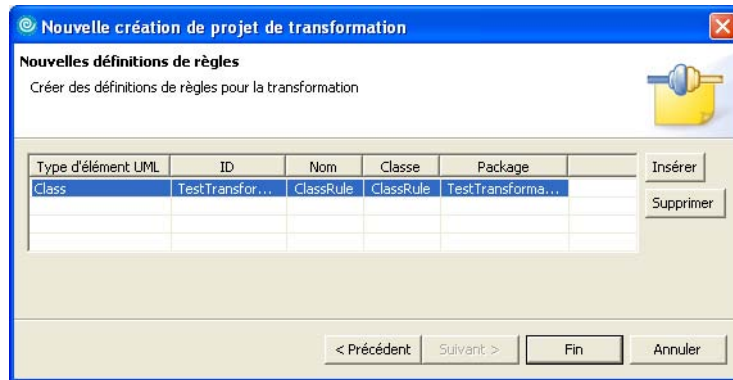 Nouvelle création de projet de transformation
Nouvelles définitions de règles
Créer des définitions de règles pour la transformation
Type d'élément UML ID Nom Classe Package
Class TestTransfor... ClassRule ClassRule TestTransforma...
Insérer
Supprimer
< Précédent Suivant > Fin Annuler